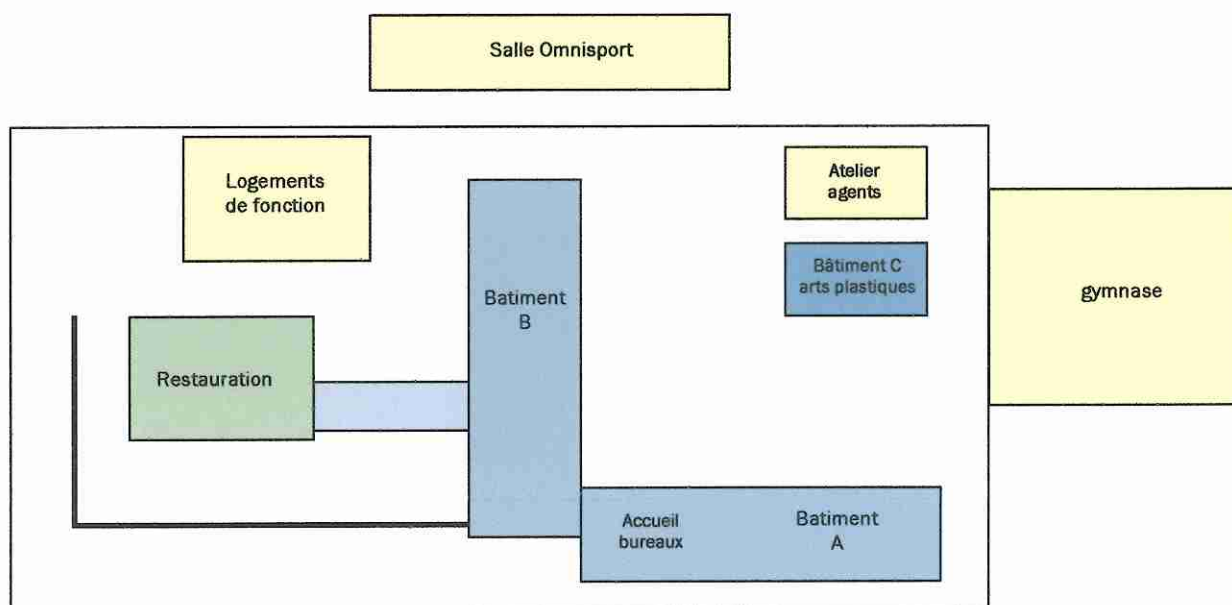 Salle Omnisport
Logements
de fonction
Atelier
agents
Bâtiment C
arts plastiques
gymnase
Batiment
B
Restauration
Accueil
bureaux
Batiment
A